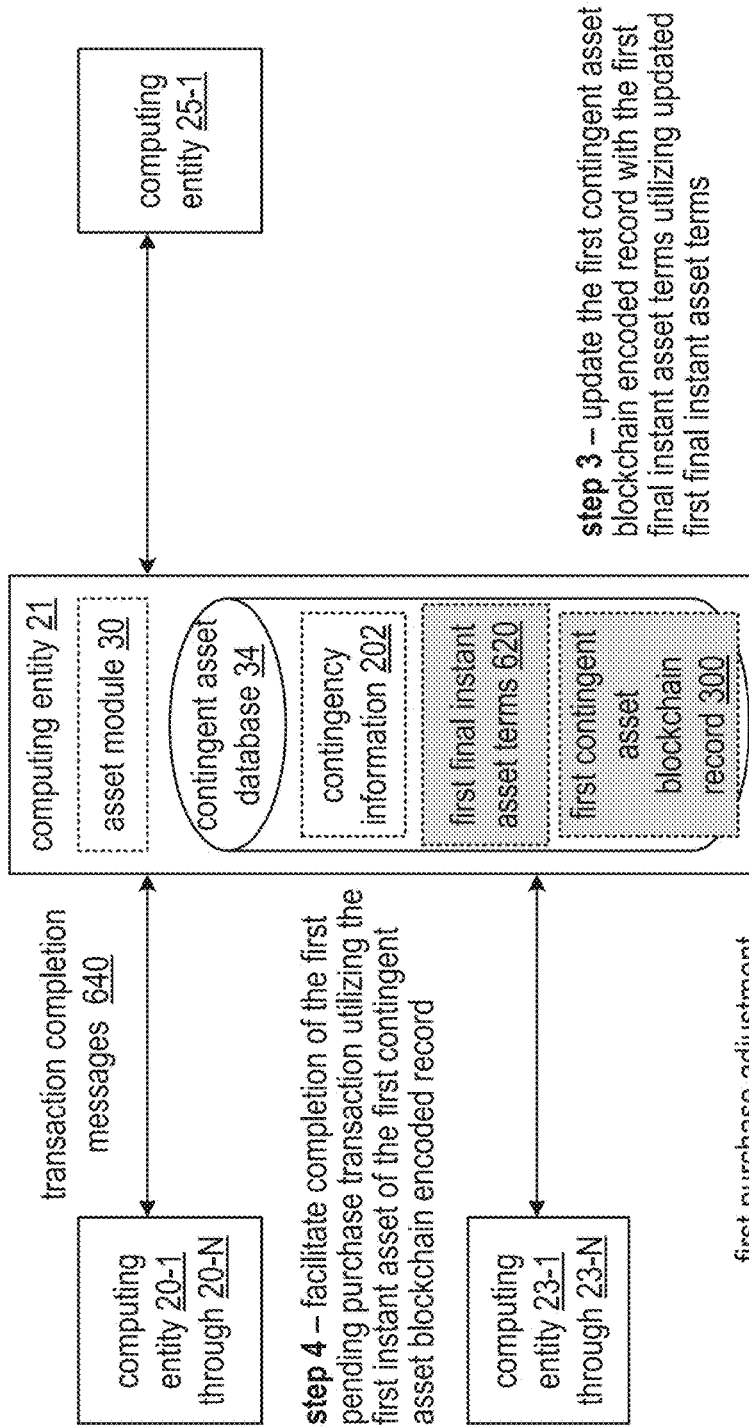 transaction completion
messages 640
computing
entity 20-1
through 20-N
step 4 – facilitate completion of the first
pending purchase transaction utilizing the
first instant asset of the first contingent
asset blockchain encoded record
computing
entity 23-1
through 23-N
computing entity 21
asset module 30
contingent asset
database 34
contingency
information 202
first final instant
asset terms 620
first contingent
asset
blockchain
record 300
computing
entity 25-1
step 3 – update the first contingent asset
blockchain encoded record with the first
final instant asset terms utilizing updated
first final instant asset terms
first purchase adjustment